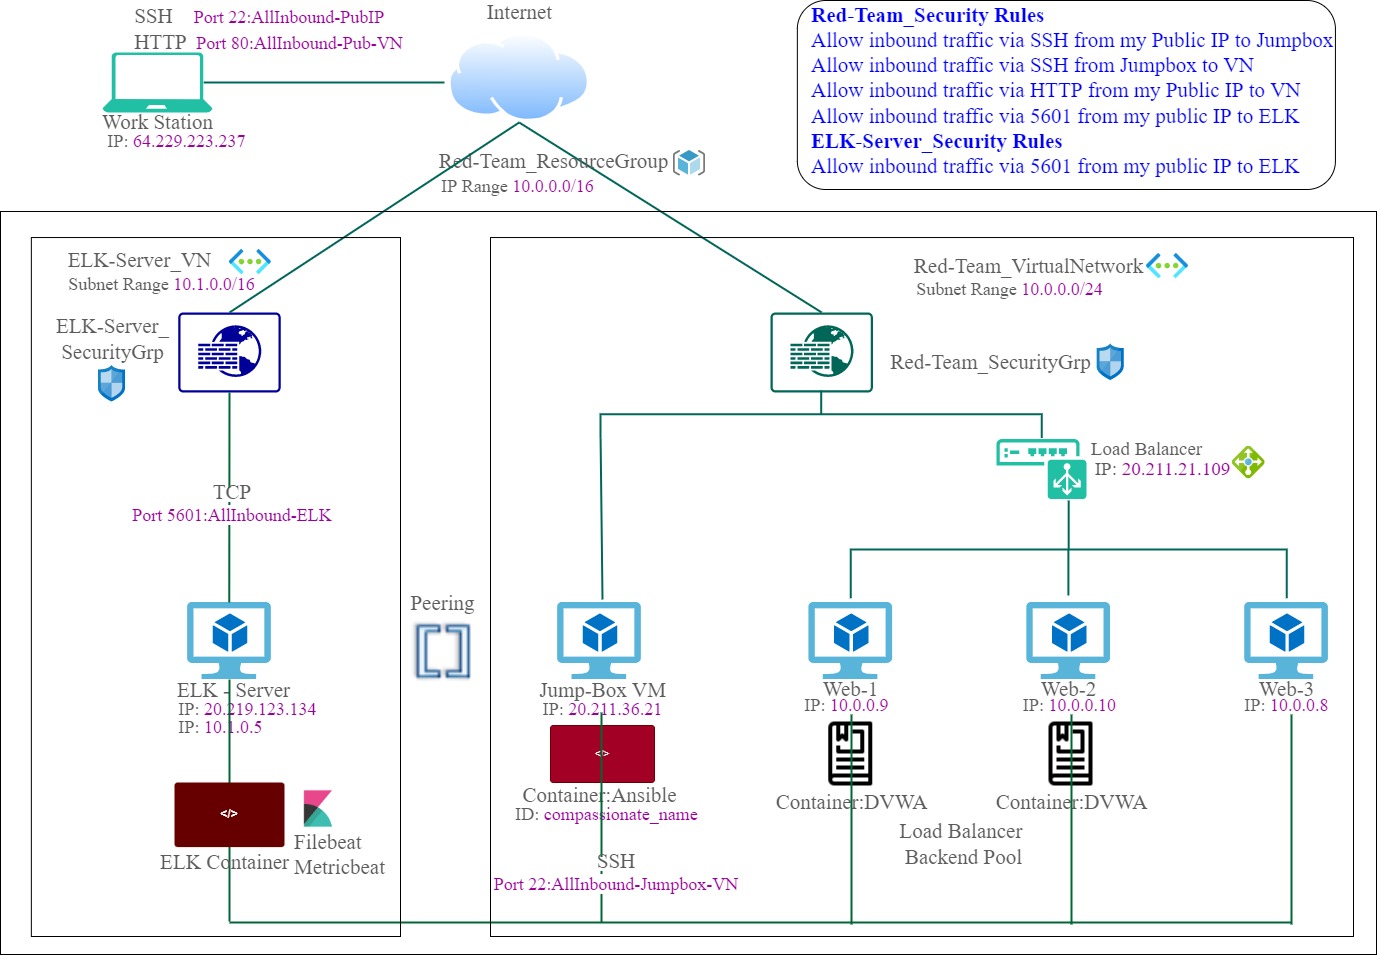 SSH Port 22:AllInbound-PubIP
HTTP Port 80:AllInbound-Pub-VN
Work Station
IP: 64.229.223.237
Internet
Red-Team_Security Rules
Allow inbound traffic via SSH from my Public IP to Jumpbox
Allow inbound traffic via SSH from Jumpbox to VN
Allow inbound traffic via HTTP from my Public IP to VN
Allow inbound traffic via 5601 from my public IP to ELK
ELK-Server_Security Rules
Allow inbound traffic via 5601 from my public IP to ELK
Red-Team_ResourceGroup
IP Range 10.0.0.0/16
ELK-Server_VN
Subnet Range 10.1.0.0/16
ELK-Server_
SecurityGrp
Red-Team_VirtualNetwork
Subnet Range 10.0.0.0/24
Red-Team_SecurityGrp
Load Balancer
IP: 20.211.21.109
TCP
Port 5601:AllInbound-ELK
Peering
ELK - Server
IP: 20.219.123.134
IP: 10.1.0.5
Jump-Box VM
IP: 20.211.36.21
Web-1
IP: 10.0.0.9
Web-2
IP: 10.0.0.10
Web-3
IP: 10.0.0.8
</>
ELK Container
Filebeat
Metricbeat
</>
Container:Ansible
ID: compassionate_name
Container:DVWA
Container:DVWA
Load Balancer
Backend Pool
SSH
Port 22:AllInbound-Jumpbox-VN